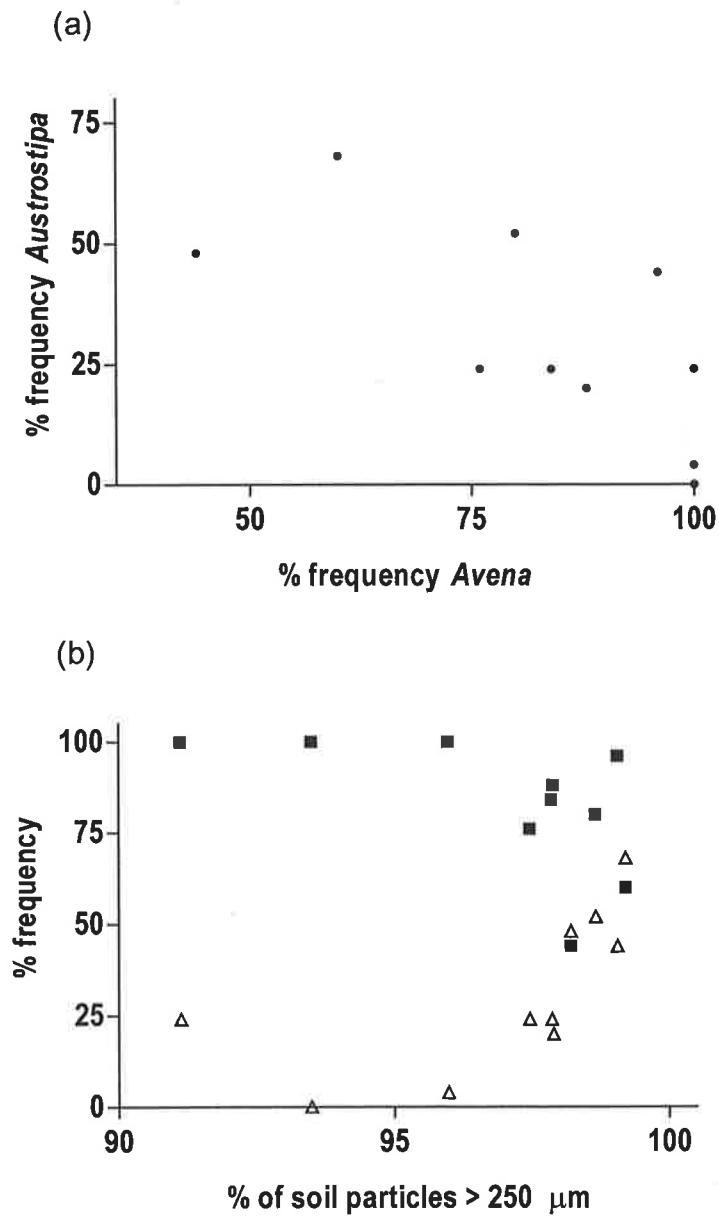 (a)
% frequency Austrostipa
75
50
25
0
50 75 100
% frequency Avena
(b)
% frequency
100
75
50
25
0
90 95 100
% of soil particles > 250 μm